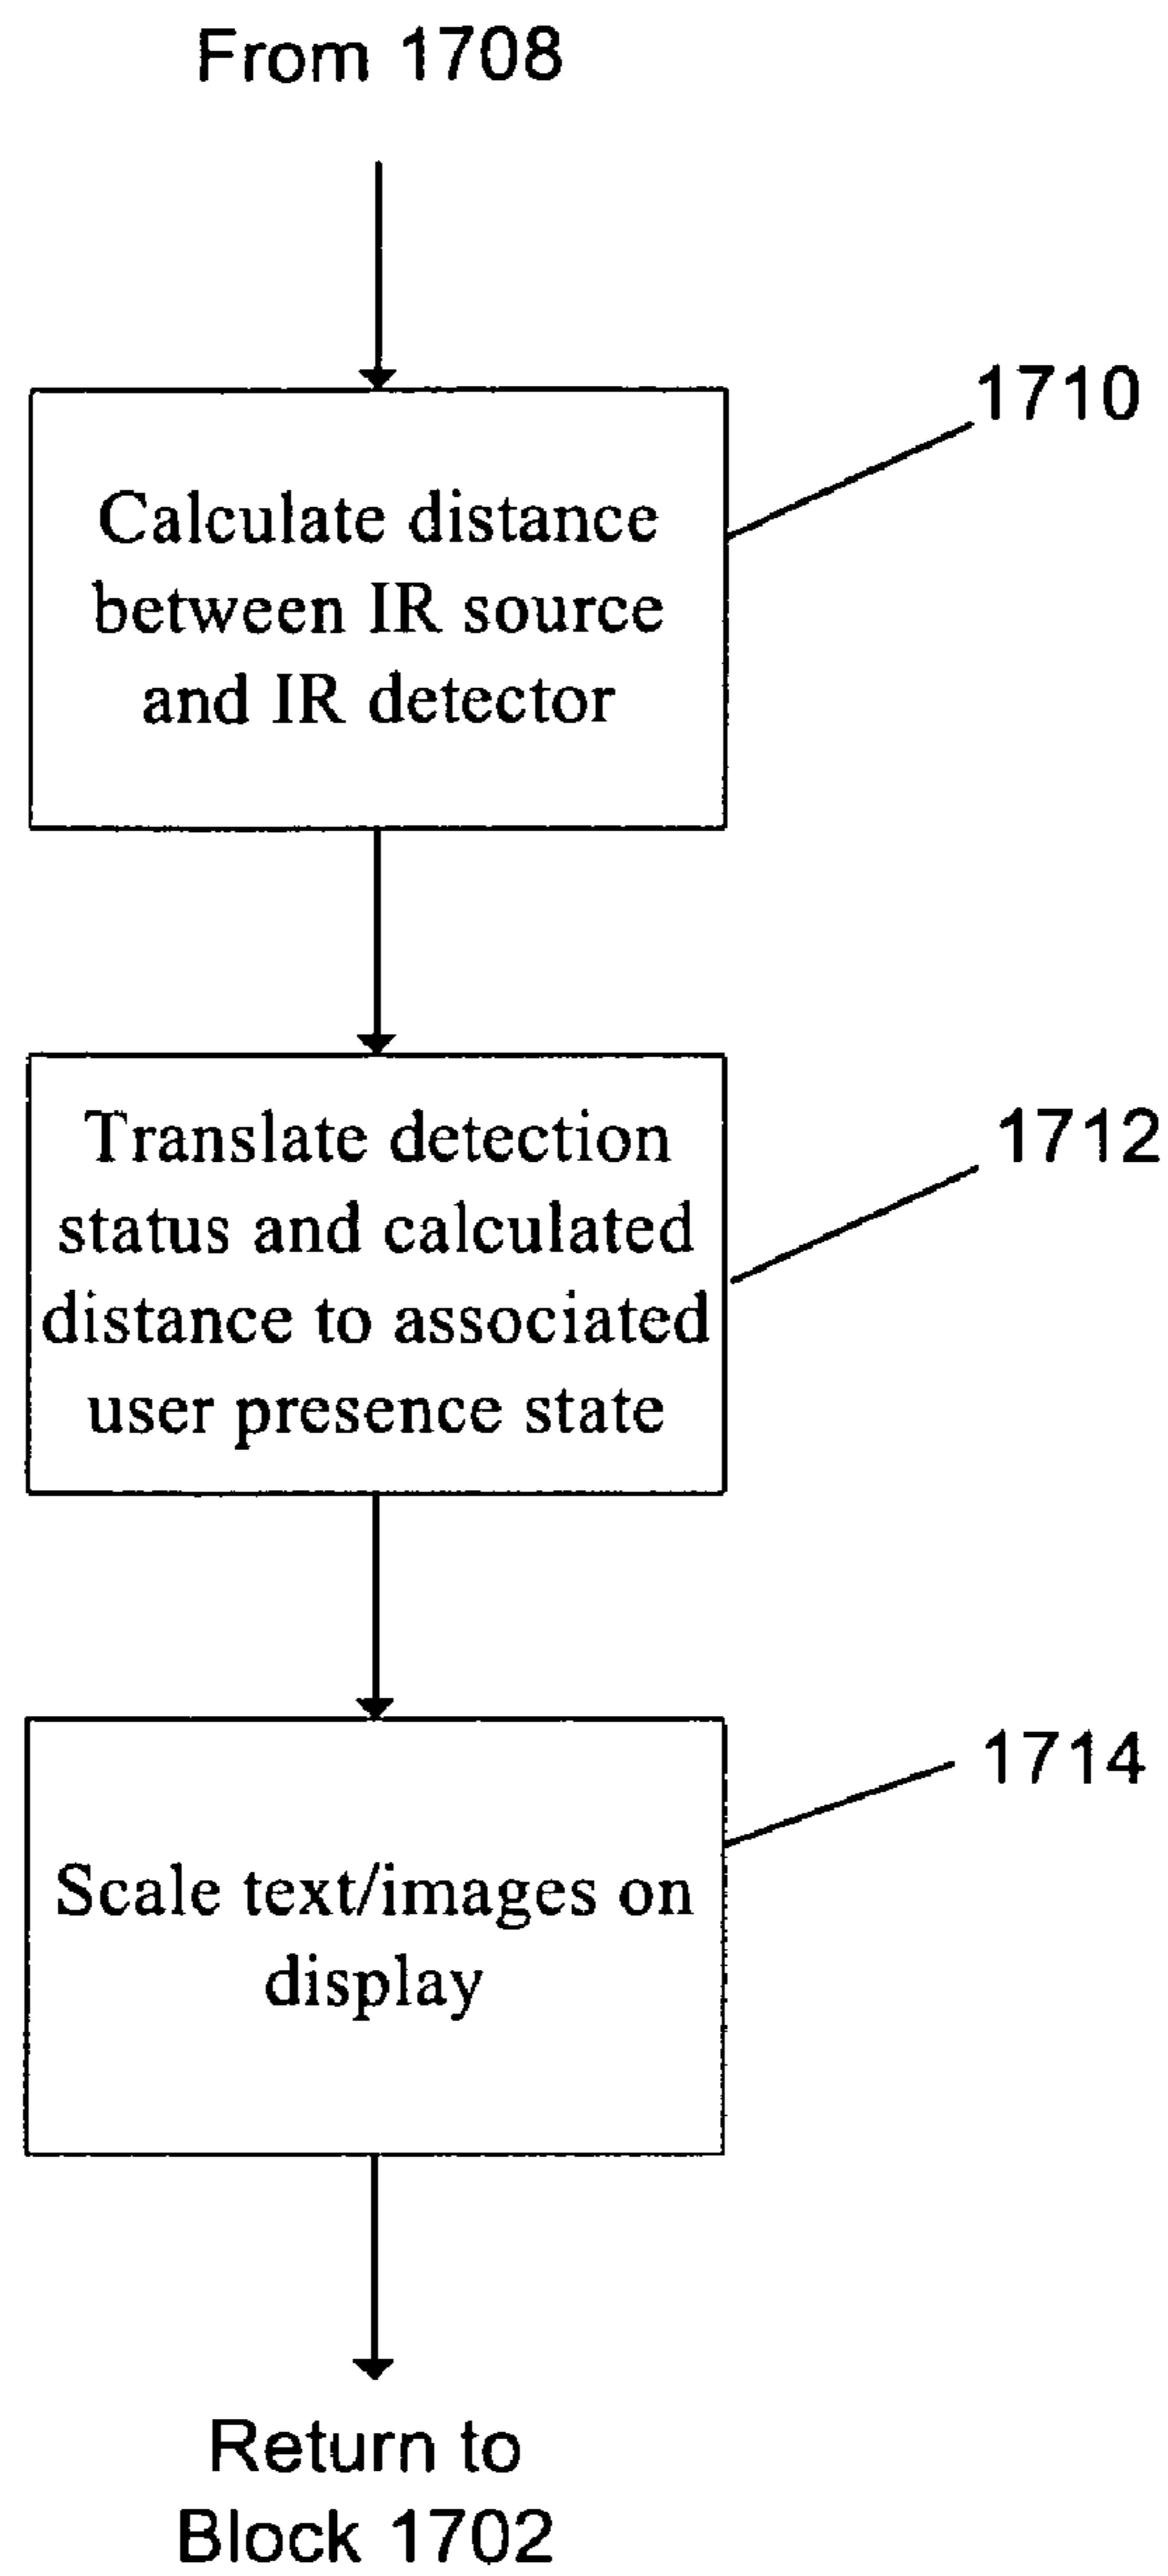 From 1708
1710
Calculate distance
between IR source
and IR detector
1712
Translate detection
status and calculated
distance to associated
user presence state
1714
Scale text/images on
display
Return to
Block 1702